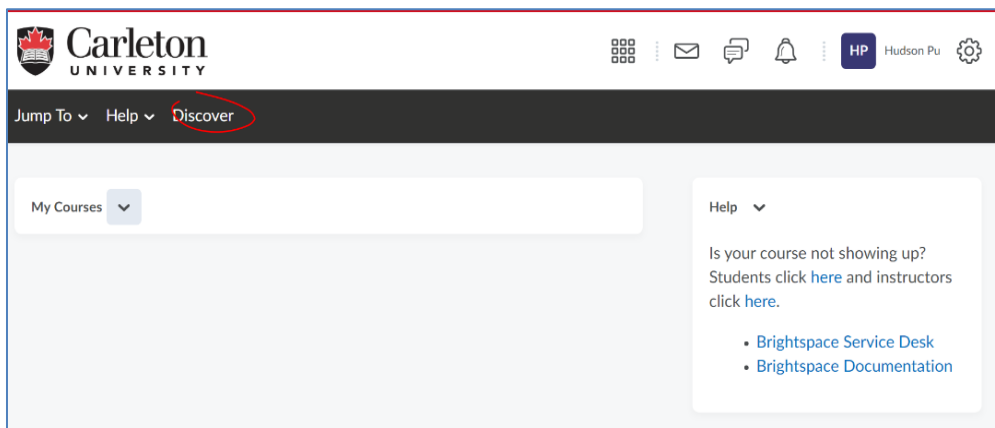 Carleton
UNIVERSITY
HP Hudson Pu
Jump To Help Discover
My Courses
Help
Is your course not showing up?
Students click here and instructors
click here.
• Brightspace Service Desk
• Brightspace Documentation